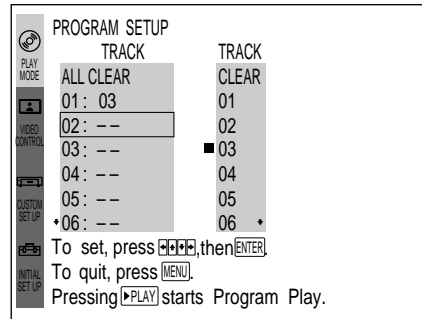 PROGRAM SETUP
TRACK TRACK
PLAY MODE
ALL CLEAR CLEAR
01: 03 01
02: – – 02
VIDEO CONTROL
03: – – 03
04: – – 04
CUSTOM SET UP
05: – – 05
06: – – 06
To set, press ,then ENTER.
INITIAL SET UP
To quit, press MENU.
Pressing PLAY starts Program Play.